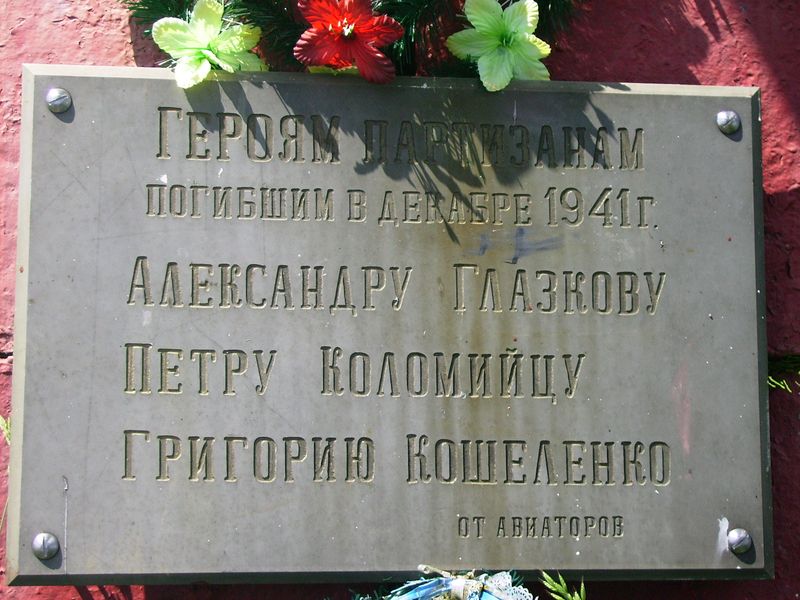 Героям партизанам
погибшим в декабре 1941 г.
Александру Глазкову
Петру Коломийцу
Григорию Кошеленко
от авиаторов